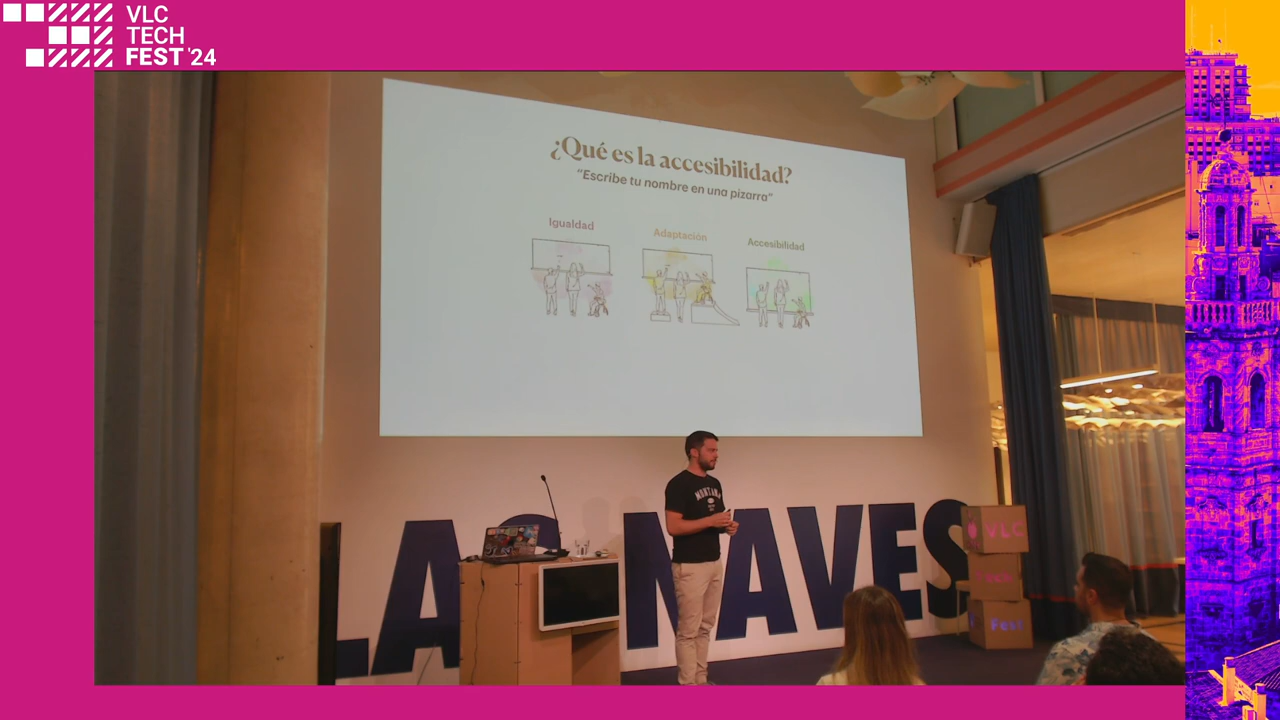 VLC
TECH
FEST '24
¿Qué es la accesibilidad?
“Escribe tu nombre en una pizarra”
Igualdad
Adaptación
Accesibilidad
MONTANA
LAS NAVES
VLC
Tech
Fest